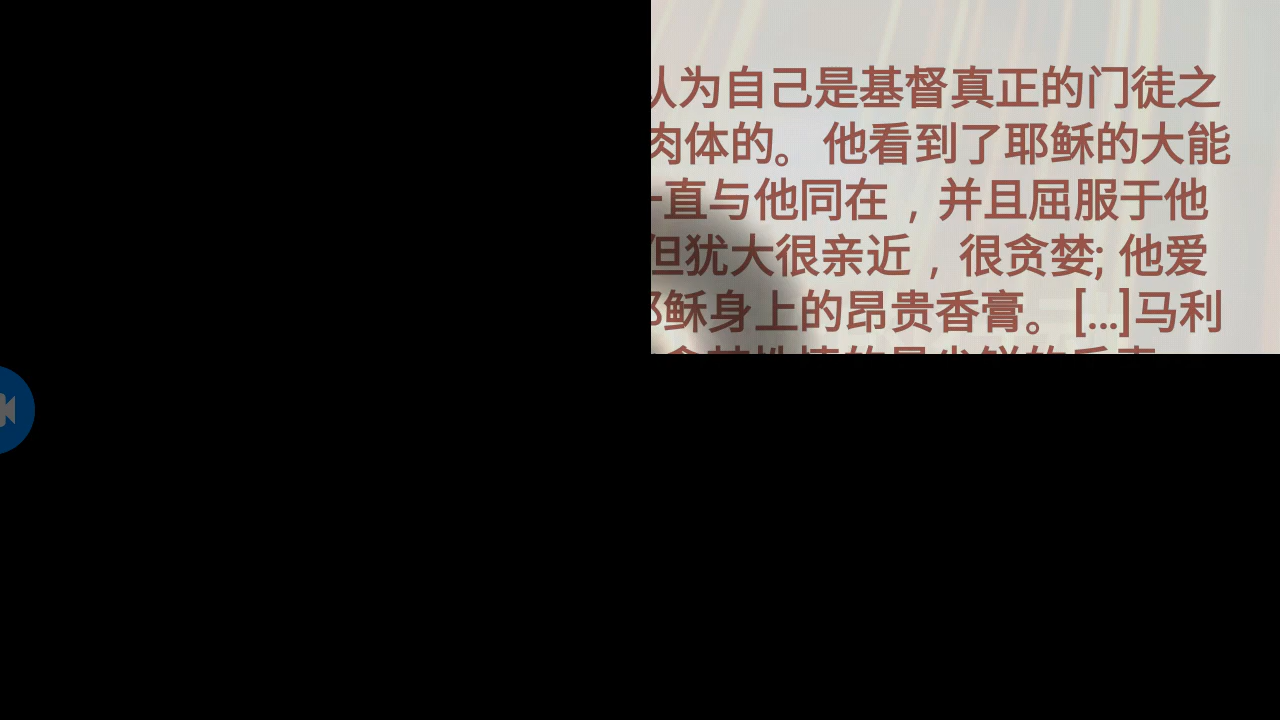 认为自己是基督真正的门徒之
肉体的。 他看到了耶稣的大能
直与他同在，并且屈服于他
但犹大很亲近，很贪婪; 他爱
稣身上的昂贵香膏。 [...]马利